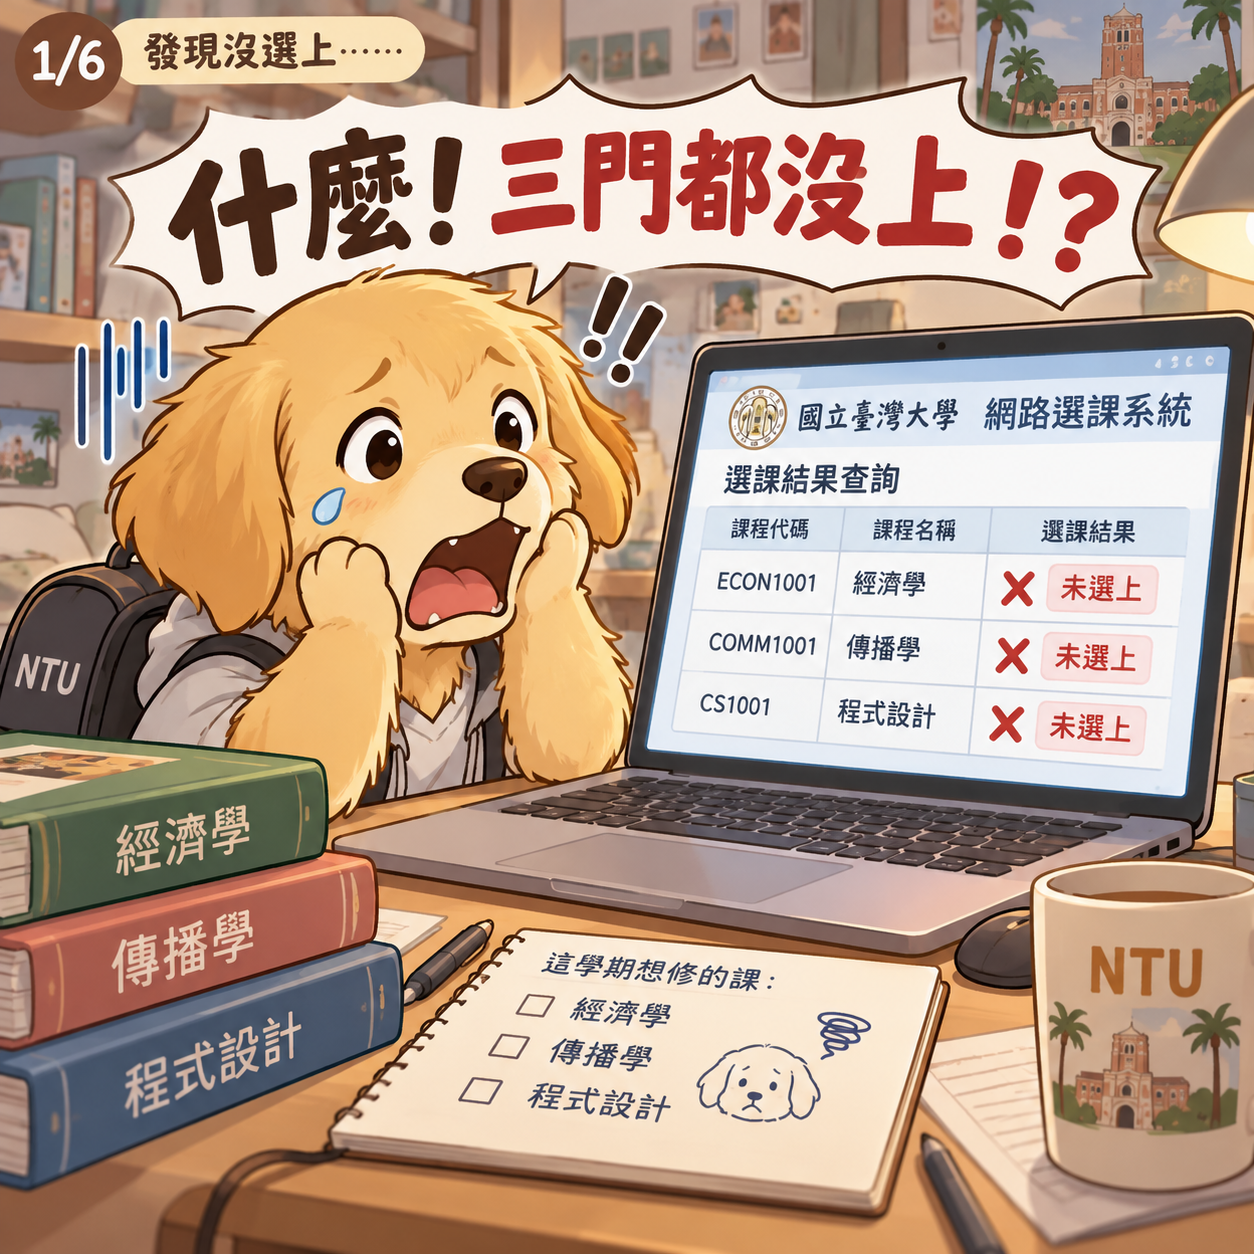 1/6
發現沒選上……
什麼！三門都沒上！?
!!
國立臺灣大學 網路選課系統
選課結果查詢
課程代碼 課程名稱 選課結果
ECON1001 經濟學 ✗ 未選上
COMM1001 傳播學 ✗ 未選上
CS1001 程式設計 ✗ 未選上
NTU
經濟學
傳播學
程式設計
這學期想修的課：
☐ 經濟學
☐ 傳播學
☐ 程式設計
NTU